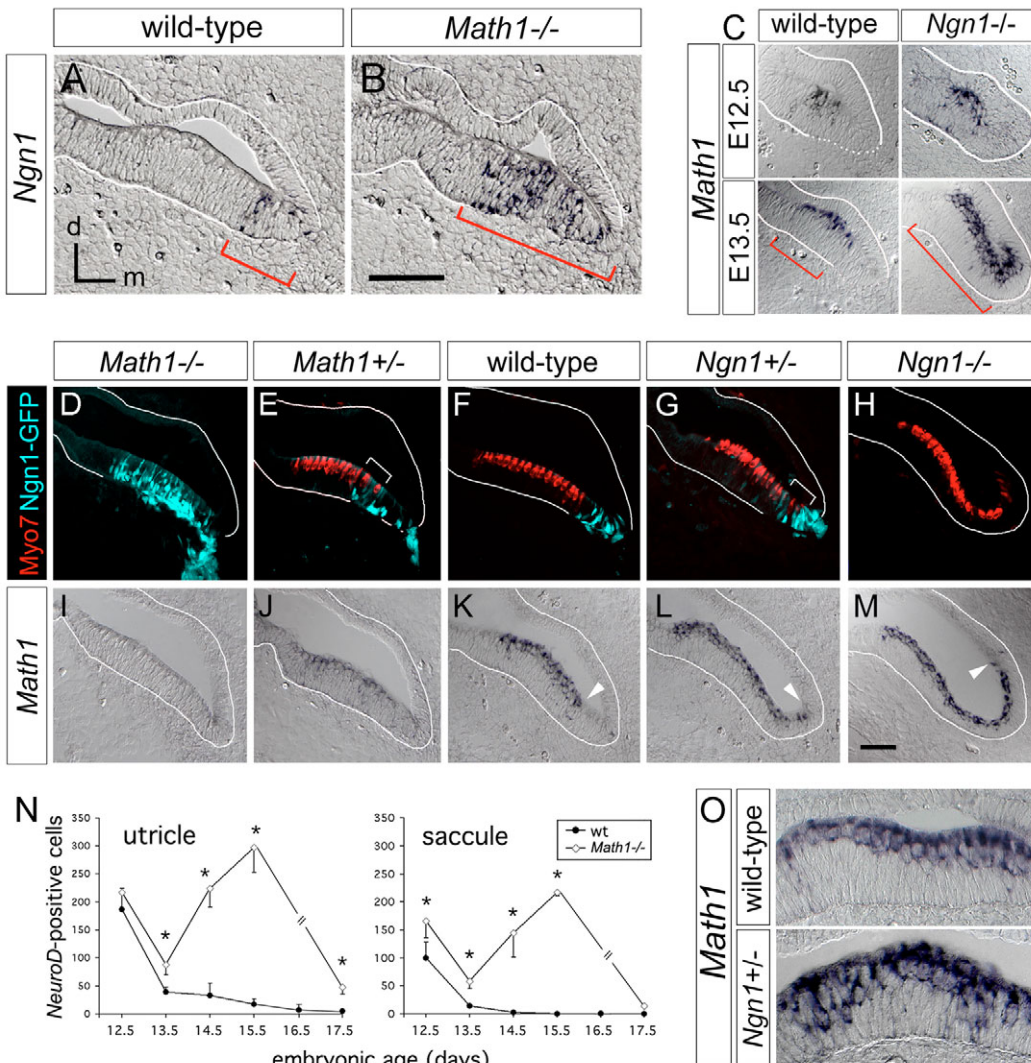 wild-type
Math1-/-
Ngn1
A
B
d
m
C
wild-type
Ngn1-/-
Math1
E12.5
E13.5
Math1-/-
Math1+/-
wild-type
Ngn1+/-
Ngn1-/-
Myo7 Ngn1-GFP
D
E
F
G
H
Math1
I
J
K
L
M
N
NeuroD-positive cells
350
300
250
200
150
100
50
0
utricle
*
*
*
*
12.5 13.5 14.5 15.5 16.5 17.5
350
300
250
200
150
100
50
0
saccule
wt
Math1-/-
*
*
*
*
12.5 13.5 14.5 15.5 16.5 17.5
embryonic age (days)
O
Math1
wild-type
Ngn1+/-